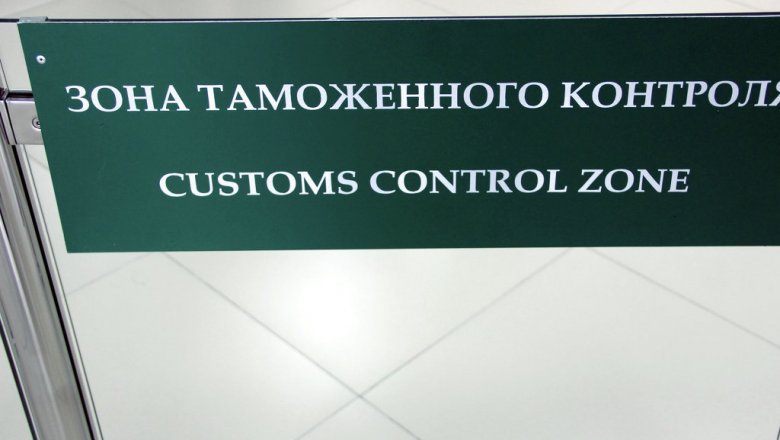 ЗОНА ТАМОЖЕННОГО КОНТРОЛЯ
CUSTOMS CONTROL ZONE